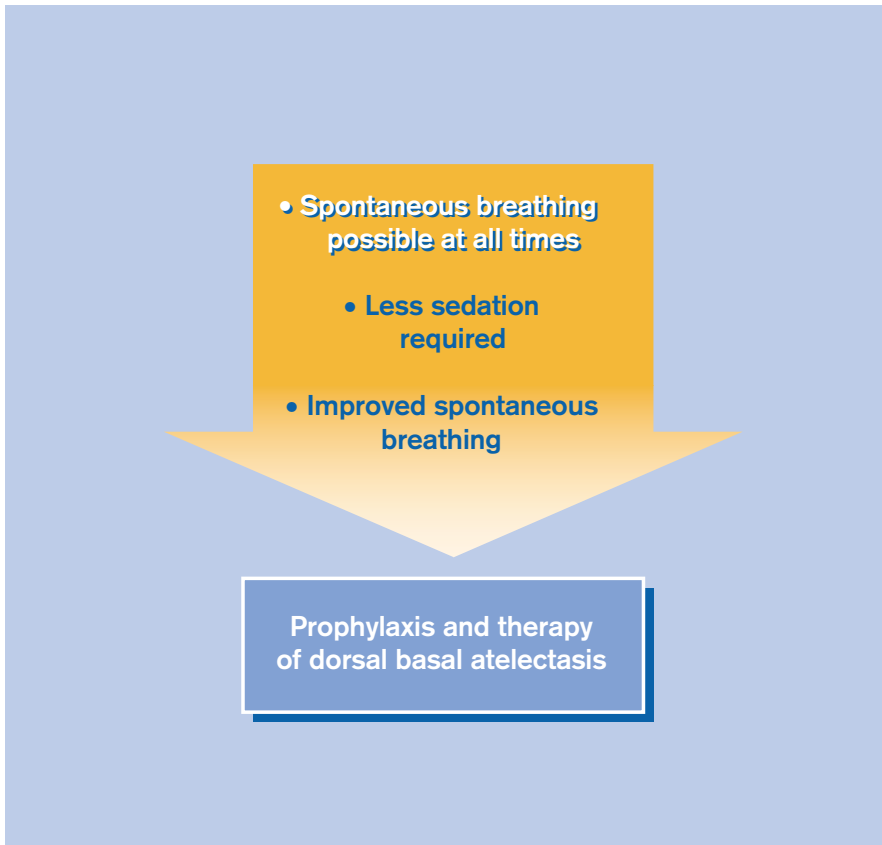 • Spontaneous breathing
possible at all times
• Less sedation
required
• Improved spontaneous
breathing
Prophylaxis and therapy
of dorsal basal atelectasis